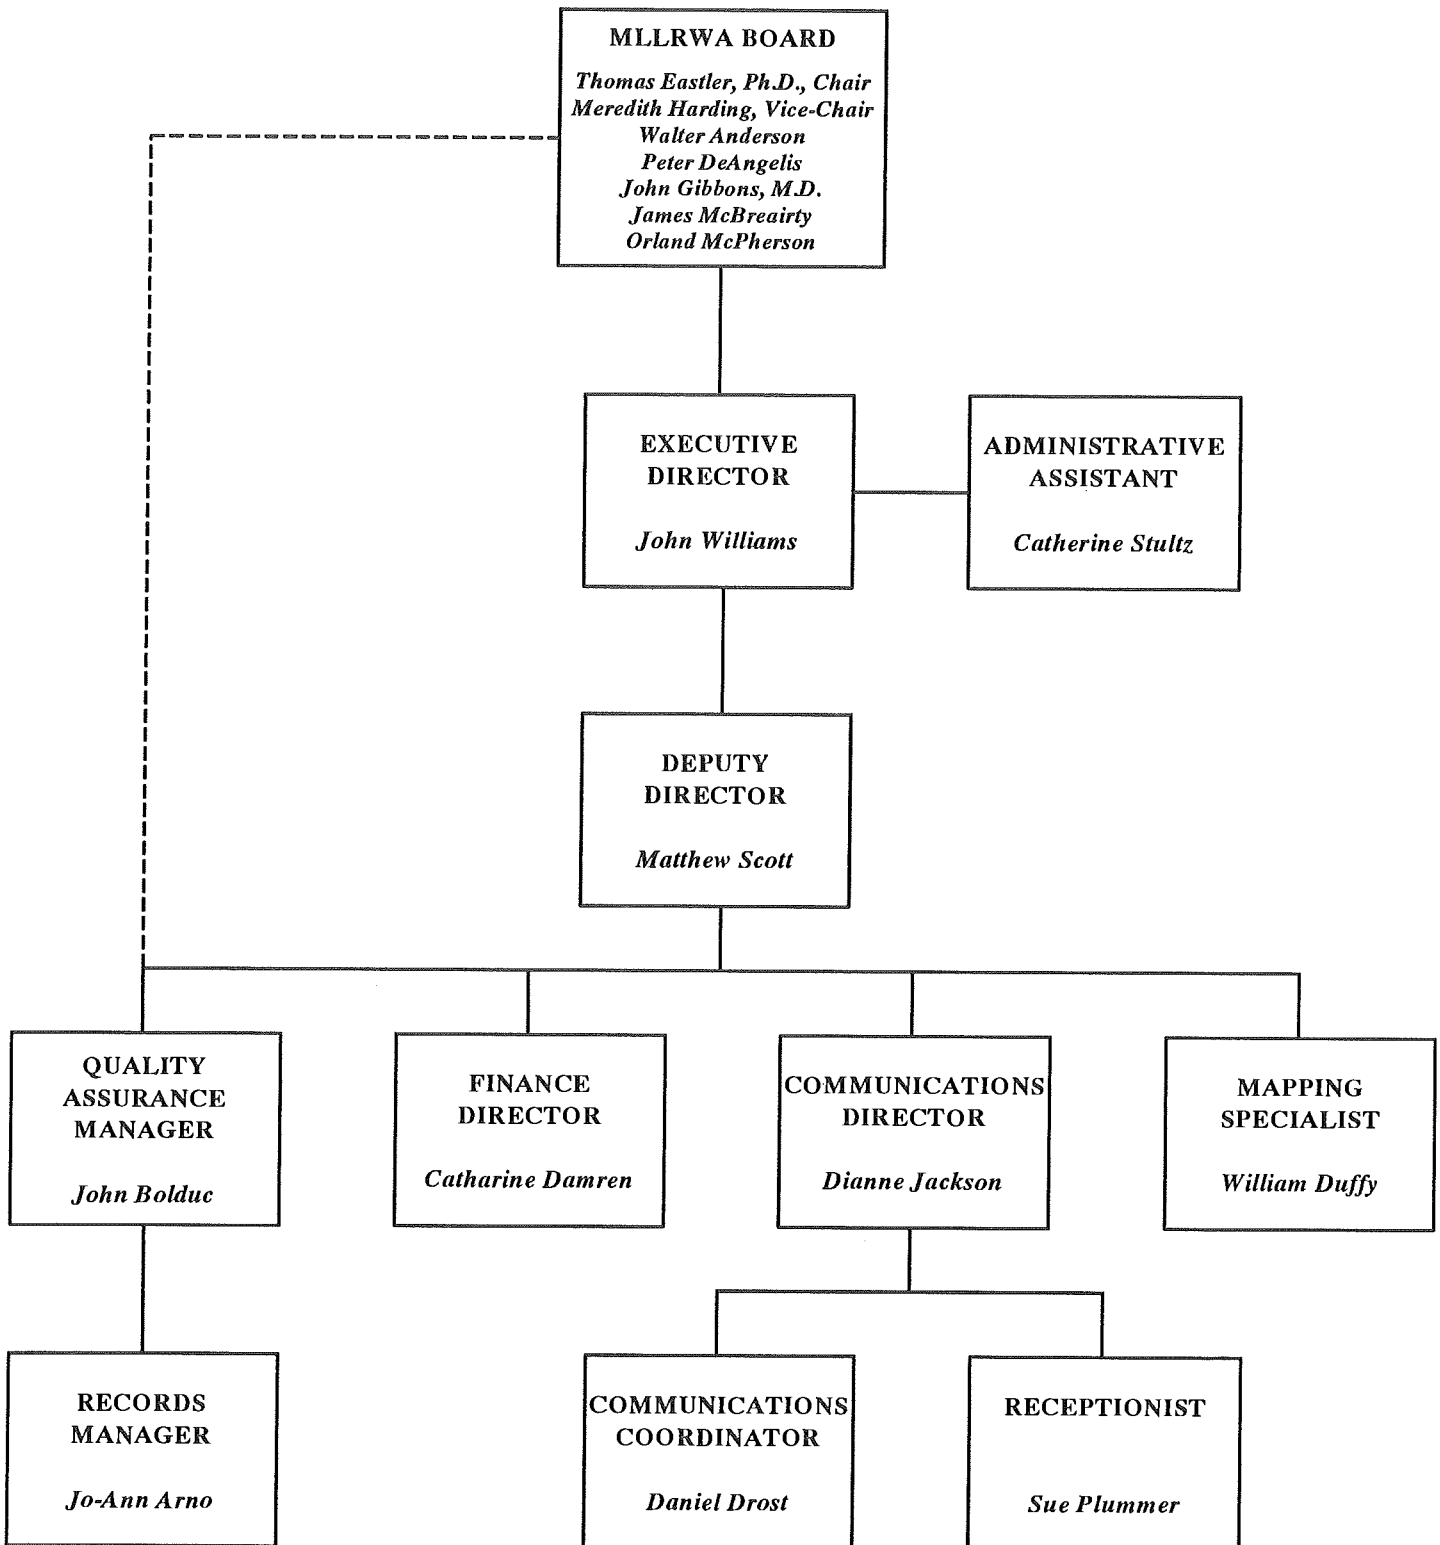 MLLRWA BOARD
Thomas Eastler, Ph.D., Chair
Meredith Harding, Vice-Chair
Walter Anderson
Peter DeAngelis
John Gibbons, M.D.
James McBreairty
Orland McPherson
EXECUTIVE
DIRECTOR
John Williams
ADMINISTRATIVE
ASSISTANT
Catherine Stultz
DEPUTY
DIRECTOR
Matthew Scott
QUALITY
ASSURANCE
MANAGER
John Bolduc
FINANCE
DIRECTOR
Catharine Damren
COMMUNICATIONS
DIRECTOR
Dianne Jackson
MAPPING
SPECIALIST
William Duffy
RECORDS
MANAGER
Jo-Ann Arno
COMMUNICATIONS
COORDINATOR
Daniel Drost
RECEPTIONIST
Sue Plummer